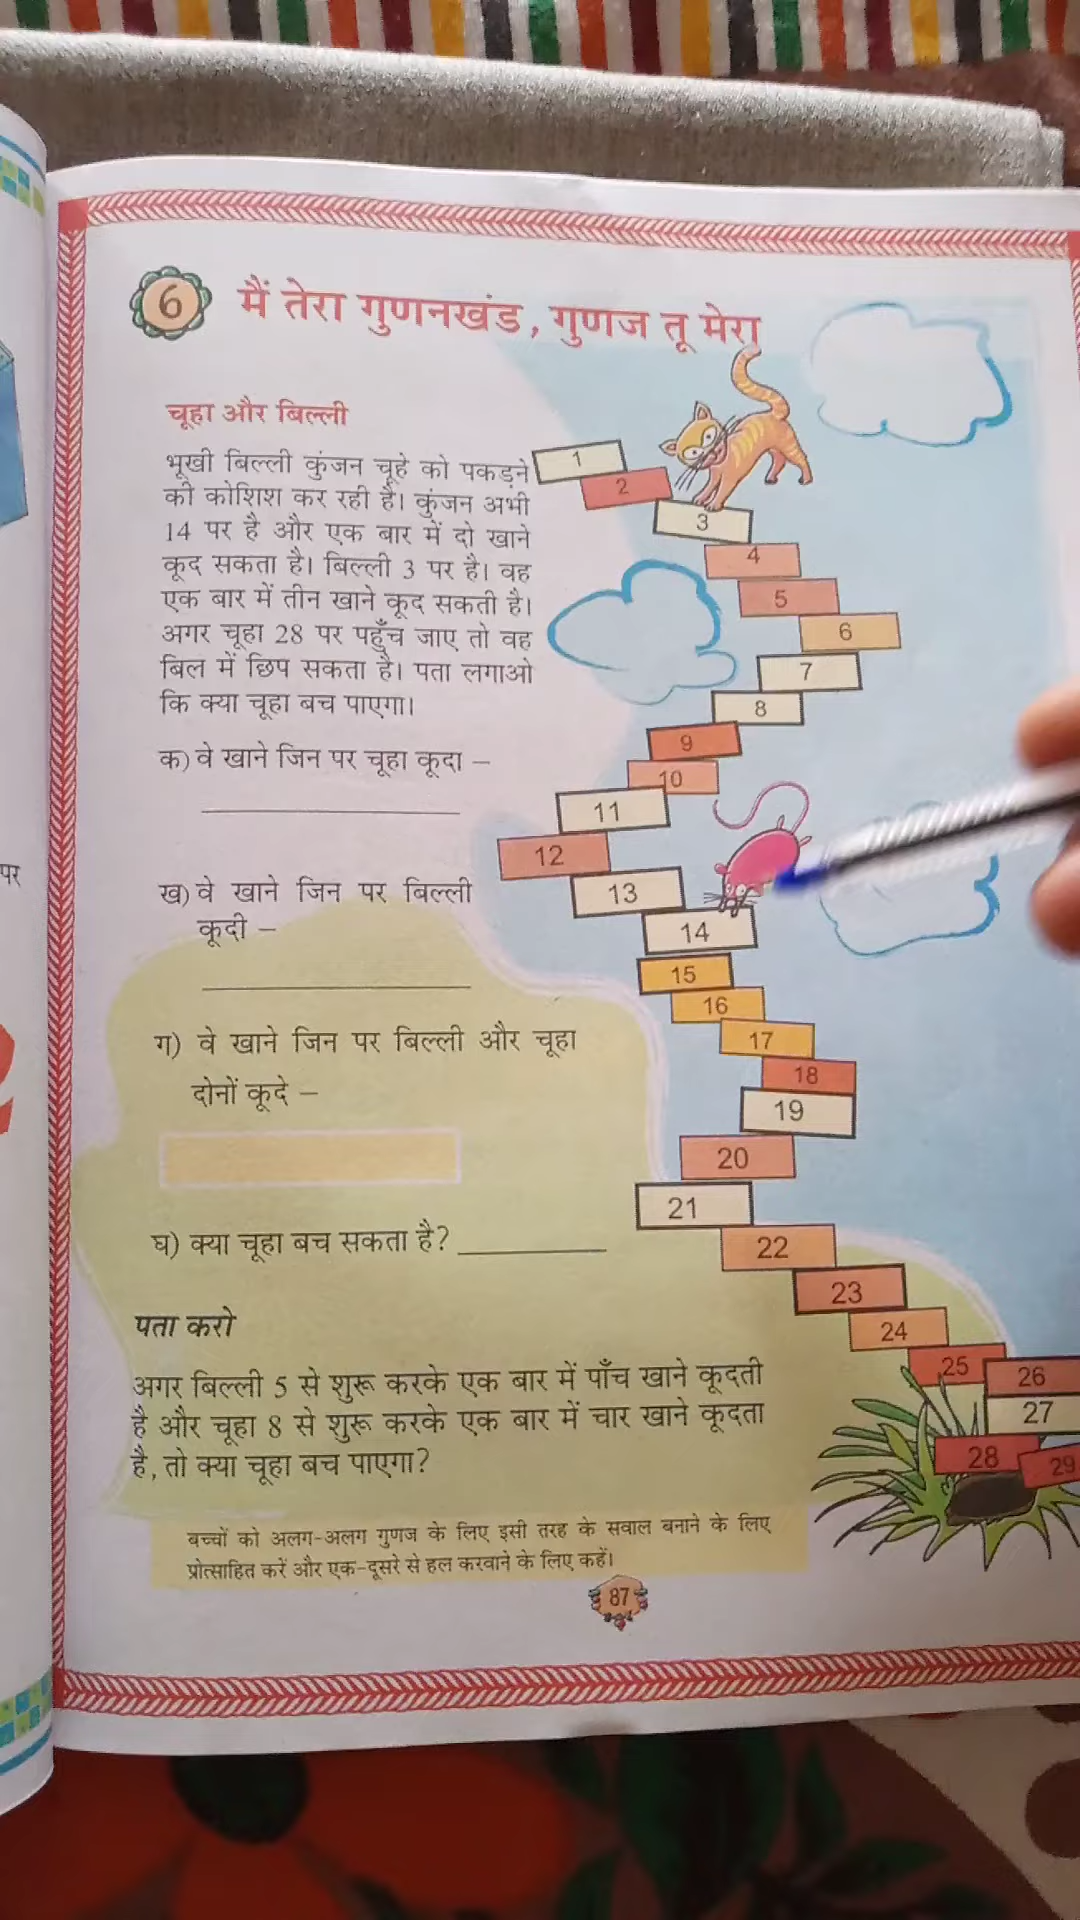 6 मैं तेरा गुणनखंड, गुणज तू मेरा
चूहा और बिल्ली
भूखी बिल्ली कुंजन चूहे को पकड़ने
की कोशिश कर रही है। कुंजन अभी
14 पर है और एक बार में दो खाने
कूद सकता है। बिल्ली 3 पर है। वह
एक बार में तीन खाने कूद सकती है।
अगर चूहा 28 पर पहुँच जाए तो वह
बिल में छिप सकता है। पता लगाओ
कि क्या चूहा बच पाएगा।
क) वे खाने जिन पर चूहा कूदा –
ख) वे खाने जिन पर बिल्ली
कूदी –
ग) वे खाने जिन पर बिल्ली और चूहा
दोनों कूदे –
घ) क्या चूहा बच सकता है?
पता करो
अगर बिल्ली 5 से शुरू करके एक बार में पाँच खाने कूदती
है और चूहा 8 से शुरू करके एक बार में चार खाने कूदता
है, तो क्या चूहा बच पाएगा?
बच्चों को अलग-अलग गुणज के लिए इसी तरह के सवाल बनाने के लिए
प्रोत्साहित करें और एक-दूसरे से हल करवाने के लिए कहें।
87
1
2
3
4
5
6
7
8
9
10
11
12
13
14
15
16
17
18
19
20
21
22
23
24
25
26
27
28
29
पर